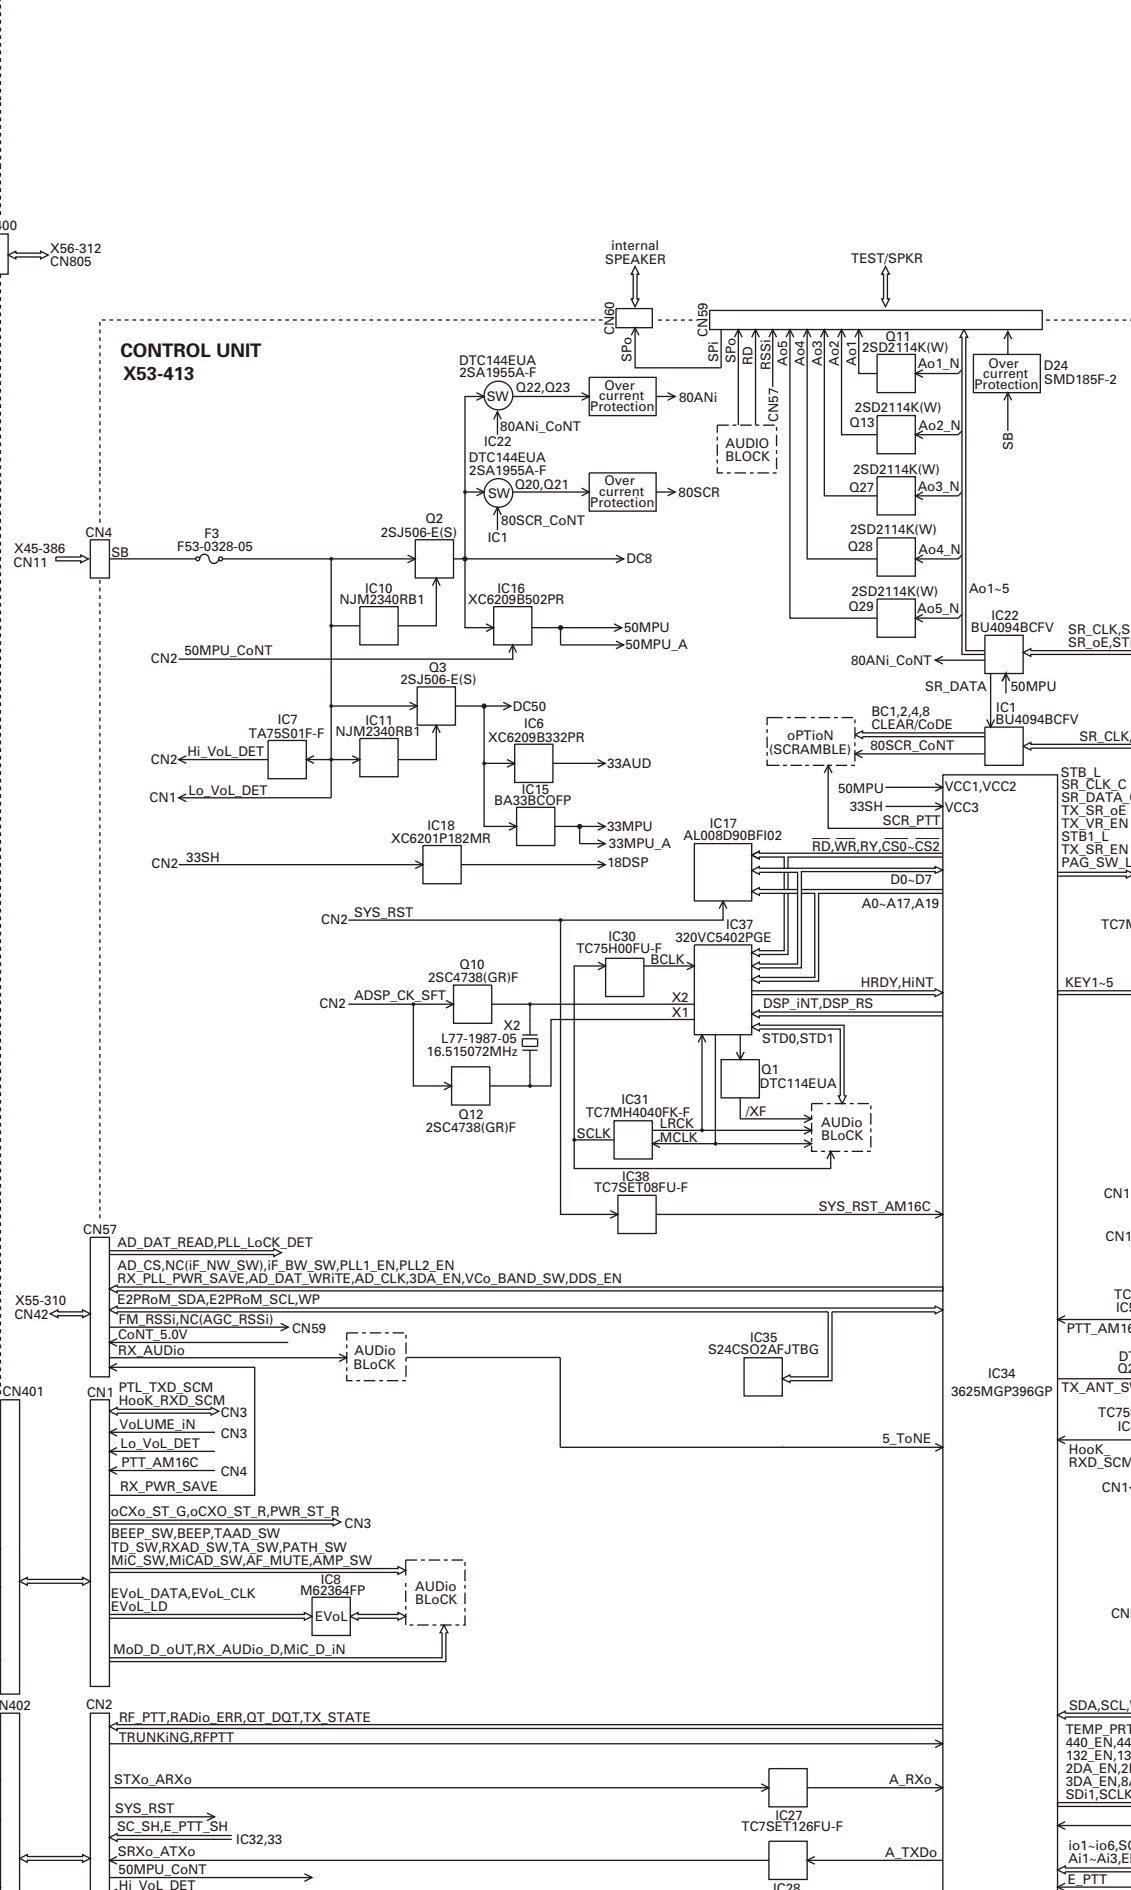 X56-312
CN805
internal
SPEAKER
TEST/SPKR
CN60
CN59
CONTROL UNIT
X53-413
SPo
SPi
SPo
RD
RSSi
CN57
Ao5
Ao4
Ao3
Ao2
Ao1
Q11
2SD2114K(W)
Ao1_N
Over
current
Protection
D24
SMD185F-2
SB
DTC144EUA
2SA1955A-F
SW
Q22,Q23
Over
current
Protection
80ANi
80ANi_CoNT
IC22
AUDIO
BLOCK
2SD2114K(W)
Q13
Ao2_N
DTC144EUA
2SA1955A-F
SW
Q20,Q21
Over
current
Protection
80SCR
80SCR_CoNT
IC1
2SD2114K(W)
Q27
Ao3_N
X45-386
CN11
CN4
SB
F3
F53-0328-05
Q2
2SJ506-E(S)
DC8
2SD2114K(W)
Q28
Ao4_N
IC10
NJM2340RB1
IC16
XC6209B502PR
50MPU
50MPU_A
2SD2114K(W)
Q29
Ao5_N
Ao1~5
IC22
BU4094BCFV
CN2
50MPU_CoNT
80ANi_CoNT
SR_DATA
50MPU
Q3
2SJ506-E(S)
DC50
IC7
TA75S01F-F
IC11
NJM2340RB1
IC6
XC6209B332PR
33AUD
CN2
Hi_VoL_DET
CN1
Lo_VoL_DET
oPTioN
(SCRAMBLE)
BC1,2,4,8
CLEAR/CoDE
80SCR_CoNT
IC1
BU4094BCFV
SR_CLK,
50MPU
33SH
SCR_PTT
VCC1,VCC2
VCC3
STB_L
SR_CLK_C
TX_SR_oE
TX_VR_EN
STB1_L
TX_SR_EN
IC15
BA33BCOFP
33MPU
33MPU_A
CN2
33SH
IC18
XC6201P182MR
18DSP
IC17
AL008D90BFI02
RD,WR,RY,CS0~CS2
D0~D7
A0~A17,A19
CN2
SYS_RST
IC30
TC75H00FU-F
BCLK
IC37
320VC5402PGE
CN2
ADSP_CK_SFT
Q10
2SC4738(GR)F
X2
X1
X2
L77-1987-05
16.515072MHz
Q12
2SC4738(GR)F
HRDY,HiNT
DSP_iNT,DSP_RS
STD0,STD1
KEY1~5
Q1
DTC114EUA
/XF
AUDio
BLoCK
IC31
TC7MH4040FK-F
SCLK
LRCK
MCLK
IC38
TC7SET08FU-F
SYS_RST_AM16C
CN57
AD_DAT_READ,PLL_LoCK_DET
AD_CS,NC(iF_NW_SW),iF_BW_SW,PLL1_EN,PLL2_EN
RX_PLL_PWR_SAVE,AD_DAT_WRiTE,AD_CLK,3DA_EN,VCo_BAND_SW,DDS_EN
X55-310
CN42
E2PRoM_SDA,E2PRoM_SCL,WP
FM_RSSi,NC(AGC_RSSi)
CN59
CoNT_5.0V
RX_AUDio
AUDio
BLoCK
IC35
S24CSO2AFJTBG
IC34
3625MGP396GP
CN401
CN1
PTL_TXD_SCM
HooK_RXD_SCM
CN3
VoLUME_iN
CN3
Lo_VoL_DET
PTT_AM16C
CN4
RX_PWR_SAVE
5_ToNE
HooK_
RXD_SCM
oCXo_ST_G,oCXO_ST_R,PWR_ST_R
CN3
BEEP_SW,BEEP,TAAD_SW
TD_SW,RXAD_SW,TA_SW,PATH_SW
MiC_SW,MiCAD_SW,AF_MUTE,AMP_SW
IC8
M62364FP
EVoL
EVoL_DATA,EVoL_CLK
EVoL_LD
AUDio
BLoCK
MoD_D_oUT,RX_AUDio_D,MiC_D_iN
CN2
RF_PTT,RADio_ERR,QT_DQT,TX_STATE
TRUNKiNG,RFPTT
STXo_ARXo
A_RXo
IC27
TC7SET126FU-F
SYS_RST
SC_SH,E_PTT_SH
IC32,33
SRXo_ATXo
A_TXDo
50MPU_CoNT
Hi_VoL_DET
IC28
SDA,SCL,
E_PTT